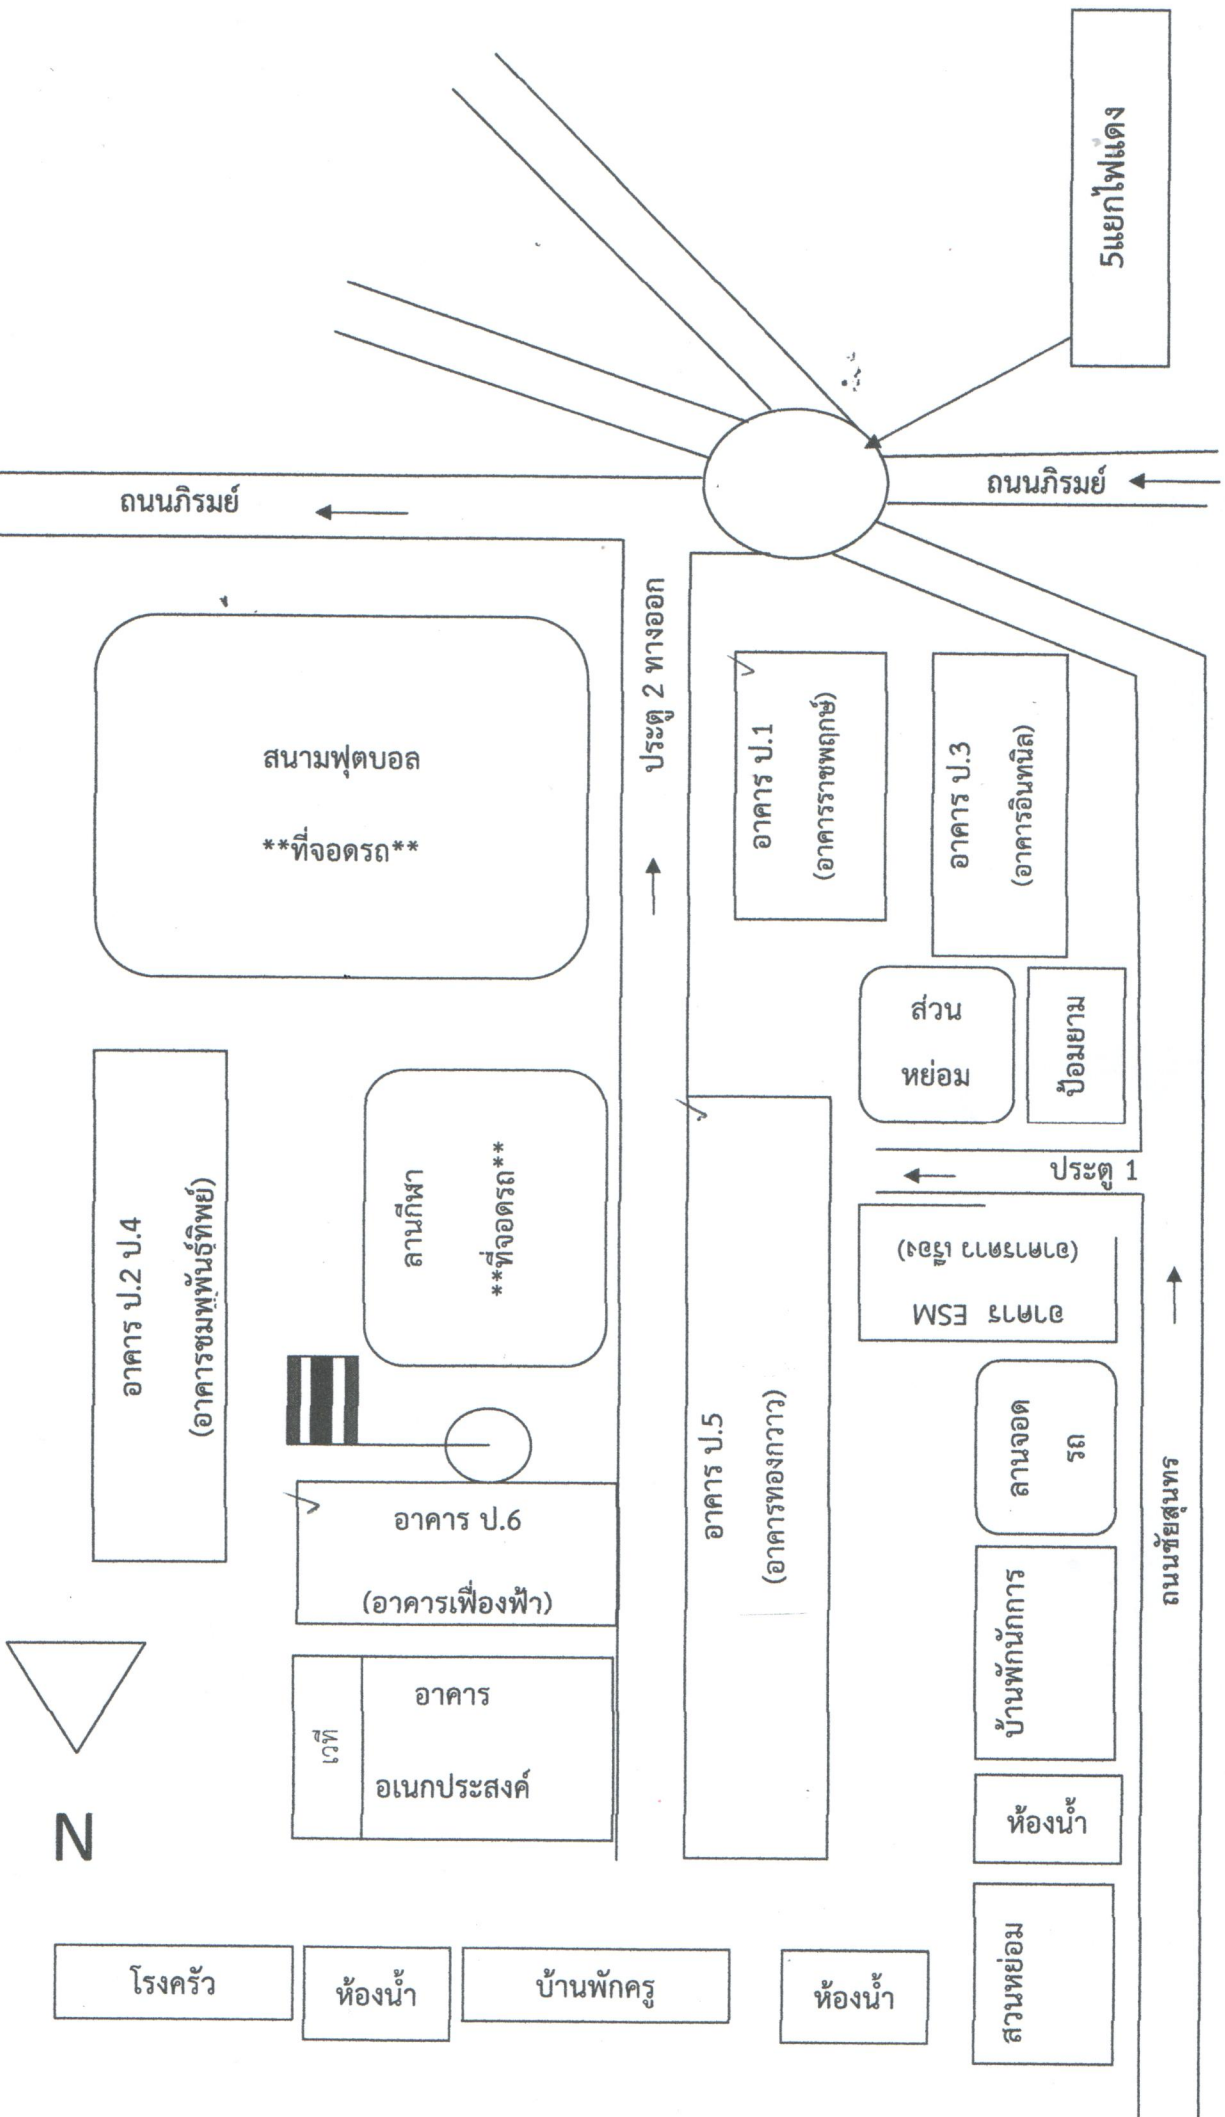 5แยกไฟแดง
ถนนภิรมย์
ถนนภิรมย์
ประตู 2 ทางออก
สนามฟุตบอล
**ที่จอดรถ**
อาคาร ป.1
(อาคารราชพฤกษ์)
อาคาร ป.3
(อาคารอินทนิล)
ส่วน
หย่อม
ป้อมยาม
ประตู 1
อาคาร ป.2 ป.4
(อาคารชมพูพันธุ์ทิพย์)
ลานกีฬา
**ที่จอดรถ**
อาคาร ESM
(อาคารดาวเรือง)
อาคาร ป.5
(อาคารทองกวาว)
ลานจอด
รถ
ถนนชัยสุนทร
อาคาร ป.6
(อาคารเฟื่องฟ้า)
บ้านพักนักการ
เวที
อาคาร
อเนกประสงค์
ห้องน้ำ
N
สวนหย่อม
โรงครัว
ห้องน้ำ
บ้านพักครู
ห้องน้ำ